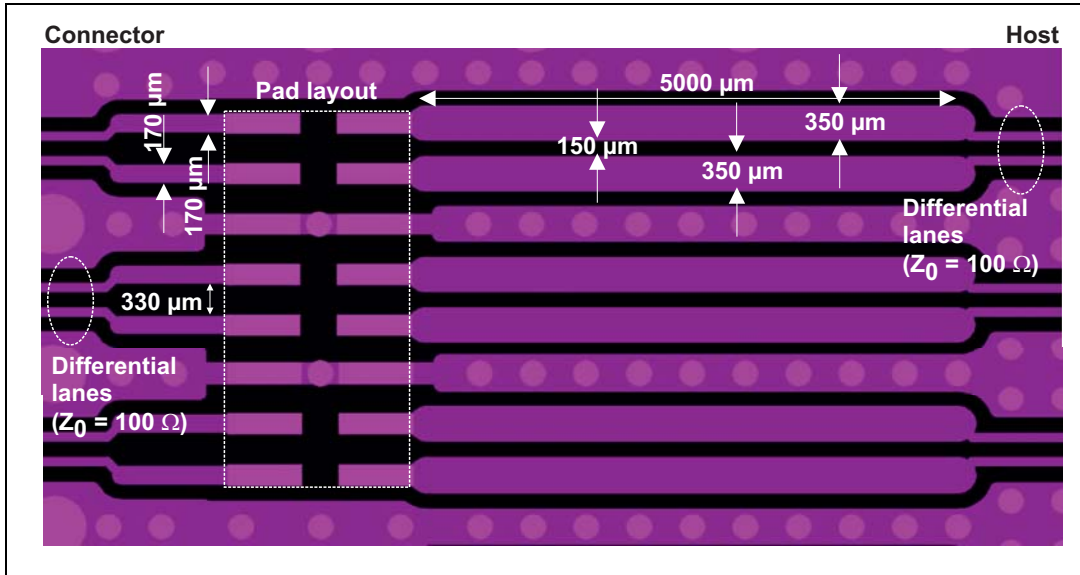 Connector
Host
Pad layout
5000 µm
170 µm
170 µm
150 µm
350 µm
350 µm
330 µm
Differential
lanes
(Z0 = 100 Ω)
Differential
lanes
(Z0 = 100 Ω)